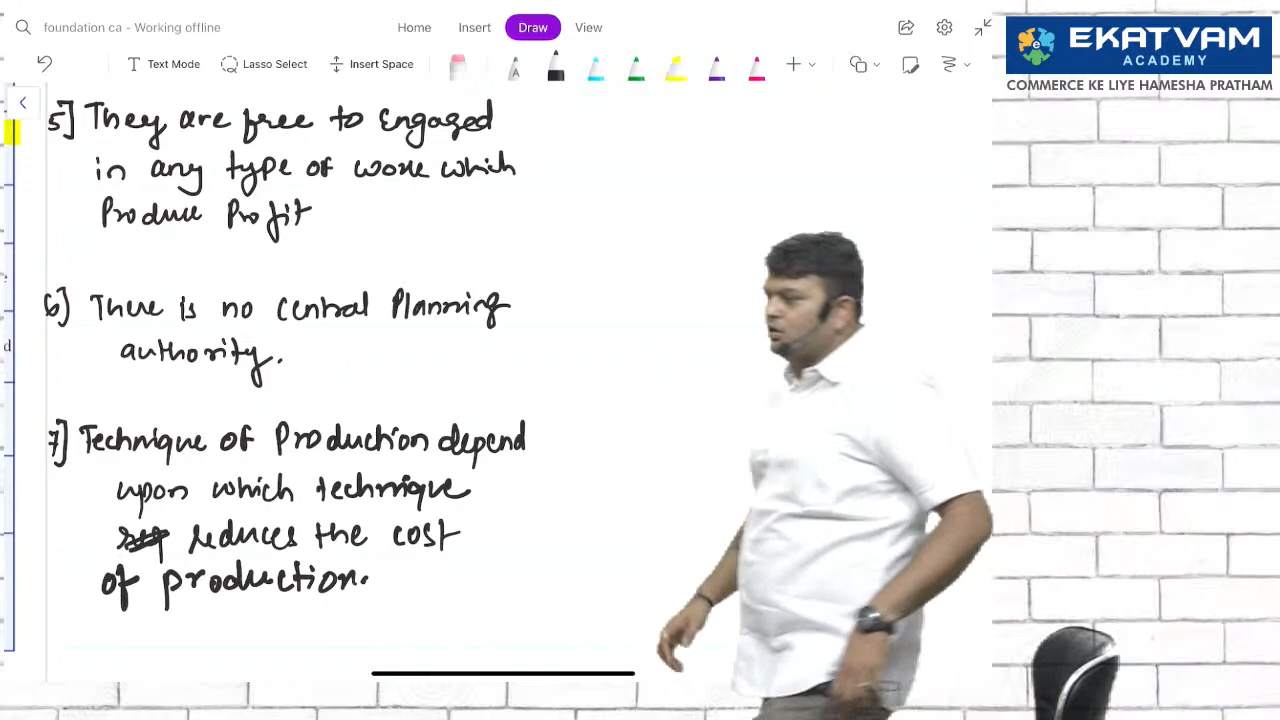 foundation ca - Working offline
Home Insert Draw View
EKATVAM
ACADEMY
COMMERCE KE LIYE HAMESHA PRATHAM
Text Mode Lasso Select Insert Space
5] They are free to Engaged
in any type of work which
Produce Profit
6] There is no Central Planning
authority.
d
7] Technique of Production depend
upon which technique
reduces the cost
of production.